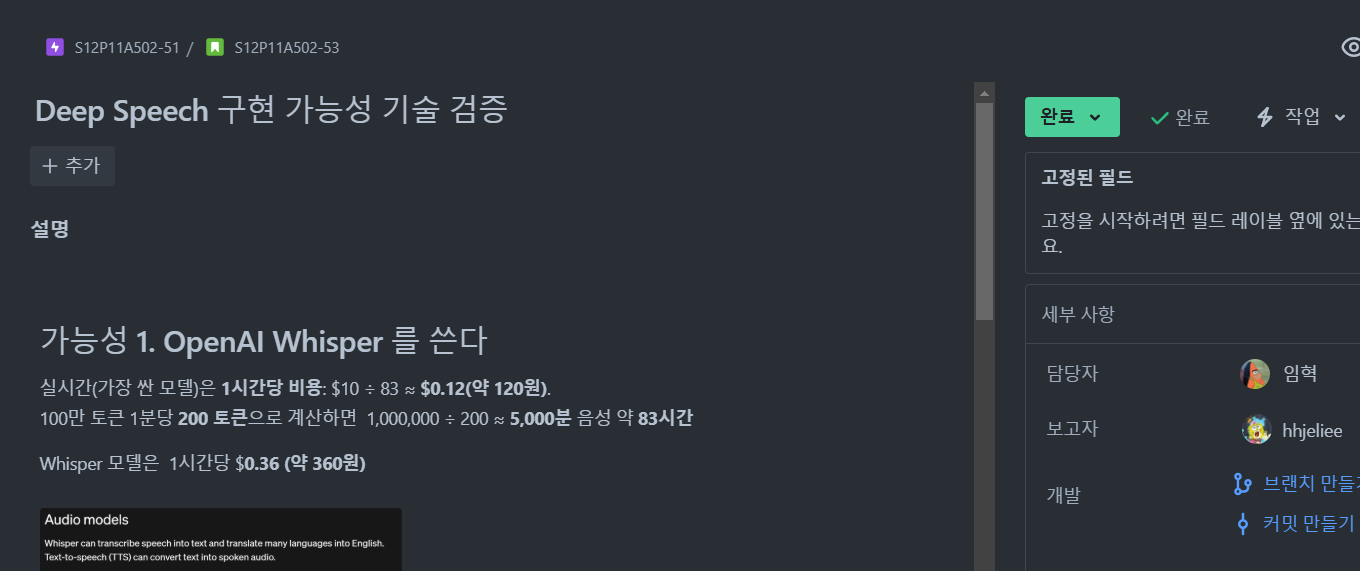 S12P11A502-51 / S12P11A502-53
Deep Speech 구현 가능성 기술 검증
+ 추가
설명
가능성 1. OpenAI Whisper 를 쓴다
실시간(가장 싼 모델)은 1시간당 비용: $10 ÷ 83 ≈ $0.12(약 120원).
100만 토큰 1분당 200 토큰으로 계산하면 1,000,000 ÷ 200 ≈ 5,000분 음성 약 83시간
Whisper 모델은 1시간당 $0.36 (약 360원)
Audio models
Whisper can transcribe speech into text and translate many languages into English.
Text-to-speech (TTS) can convert text into spoken audio.
완료 완료 작업
고정된 필드
고정을 시작하려면 필드 레이블 옆에 있는
요.
세부 사항
담당자 임혁
보고자 hhjeliee
개발 브랜치 만들기
커밋 만들기